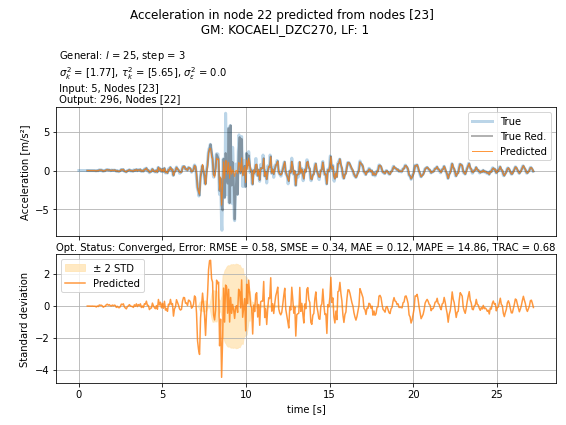 Acceleration in node 22 predicted from nodes [23]
GM: KOCAELI_DZC270, LF: 1
General: l = 25, step = 3
σ²ₖ = [1.77], τ²ₖ = [5.65], σ²ε = 0.0
Input: 5, Nodes [23]
Output: 296, Nodes [22]
True
True Red.
Predicted
5
0
−5
Acceleration [m/s²]
Opt. Status: Converged, Error: RMSE = 0.58, SMSE = 0.34, MAE = 0.12, MAPE = 14.86, TRAC = 0.68
± 2 STD
Predicted
2
0
−2
−4
Standard deviation
0 5 10 15 20 25
time [s]